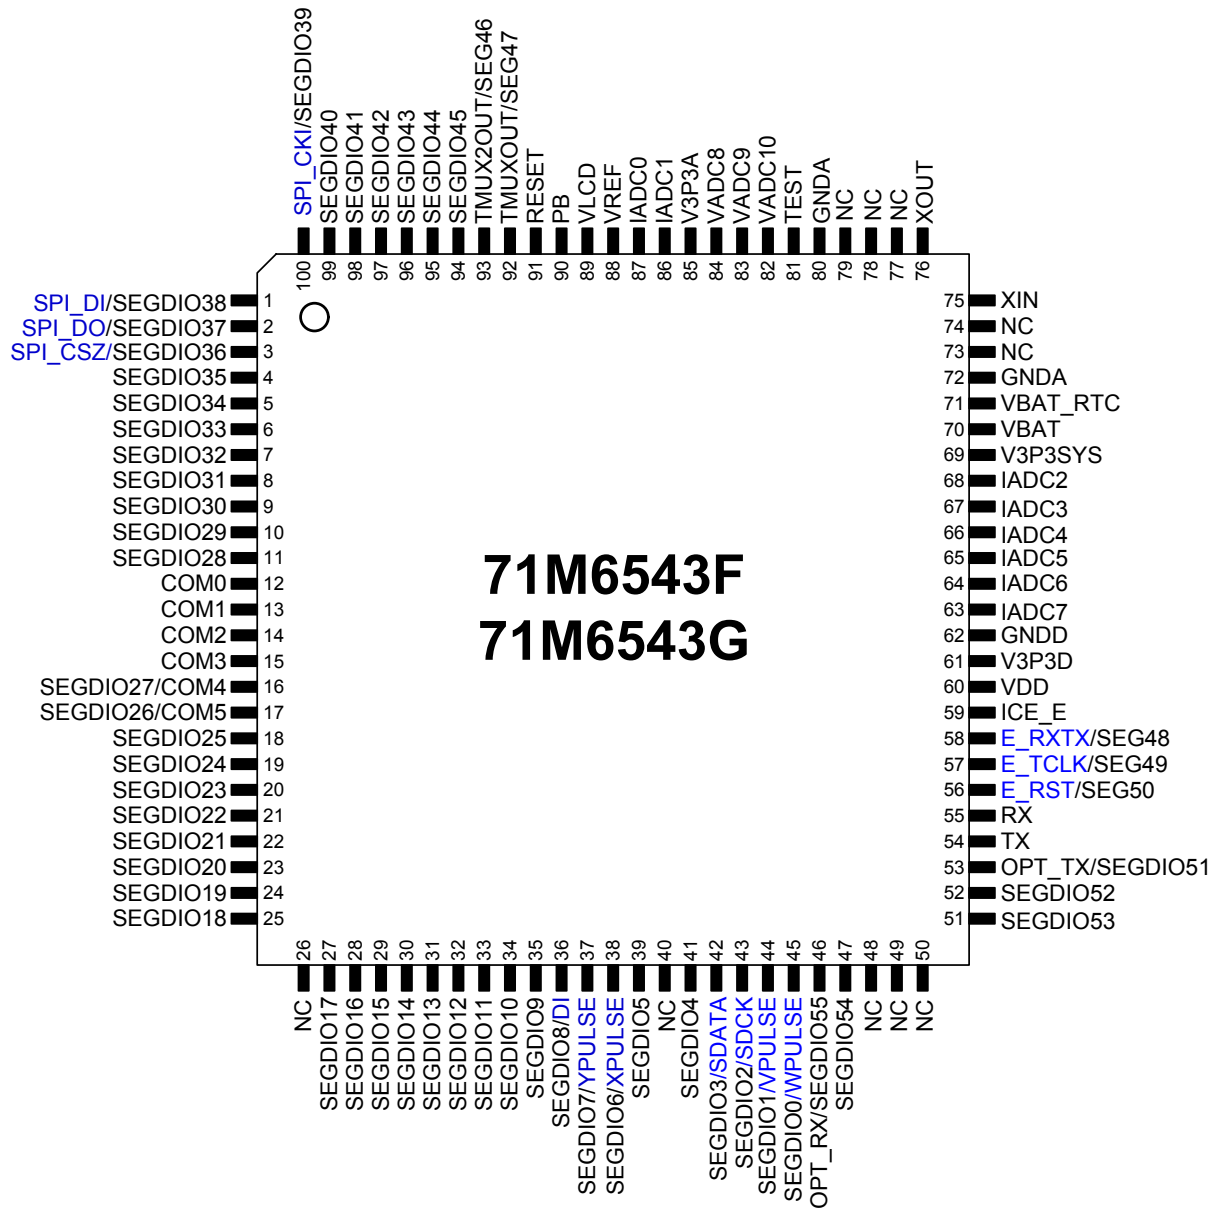 SPI_CKI/SEGDIO39
SEGDIO40
SEGDIO41
SEGDIO42
SEGDIO43
SEGDIO44
SEGDIO45
TMUX2OUT/SEG46
TMUXOUT/SEG47
RESET
PB
VLCD
VREF
IADC0
IADC1
V3P3A
VADC8
VADC9
VADC10
TEST
GNDA
NC
NC
NC
XOUT
100
99
98
97
96
95
94
93
92
91
90
89
88
87
86
85
84
83
82
81
80
79
78
77
76
SPI_DI/SEGDIO38 1
SPI_DO/SEGDIO37 2
SPI_CSZ/SEGDIO36 3
SEGDIO35 4
SEGDIO34 5
SEGDIO33 6
SEGDIO32 7
SEGDIO31 8
SEGDIO30 9
SEGDIO29 10
SEGDIO28 11
COM0 12
COM1 13
COM2 14
COM3 15
SEGDIO27/COM4 16
SEGDIO26/COM5 17
SEGDIO25 18
SEGDIO24 19
SEGDIO23 20
SEGDIO22 21
SEGDIO21 22
SEGDIO20 23
SEGDIO19 24
SEGDIO18 25
71M6543F
71M6543G
75 XIN
74 NC
73 NC
72 GNDA
71 VBAT_RTC
70 VBAT
69 V3P3SYS
68 IADC2
67 IADC3
66 IADC4
65 IADC5
64 IADC6
63 IADC7
62 GNDD
61 V3P3D
60 VDD
59 ICE_E
58 E_RXTX/SEG48
57 E_TCLK/SEG49
56 E_RST/SEG50
55 RX
54 TX
53 OPT_TX/SEGDIO51
52 SEGDIO52
51 SEGDIO53
26
27
28
29
30
31
32
33
34
35
36
37
38
39
40
41
42
43
44
45
46
47
48
49
50
NC
SEGDIO17
SEGDIO16
SEGDIO15
SEGDIO14
SEGDIO13
SEGDIO12
SEGDIO11
SEGDIO10
SEGDIO9
SEGDIO8/DI
SEGDIO7/YPULSE
SEGDIO6/XPULSE
SEGDIO5
NC
SEGDIO4
SEGDIO3/SDATA
SEGDIO2/SDCK
SEGDIO1/VPULSE
SEGDIO0/WPULSE
OPT_RX/SEGDIO55
SEGDIO54
NC
NC
NC